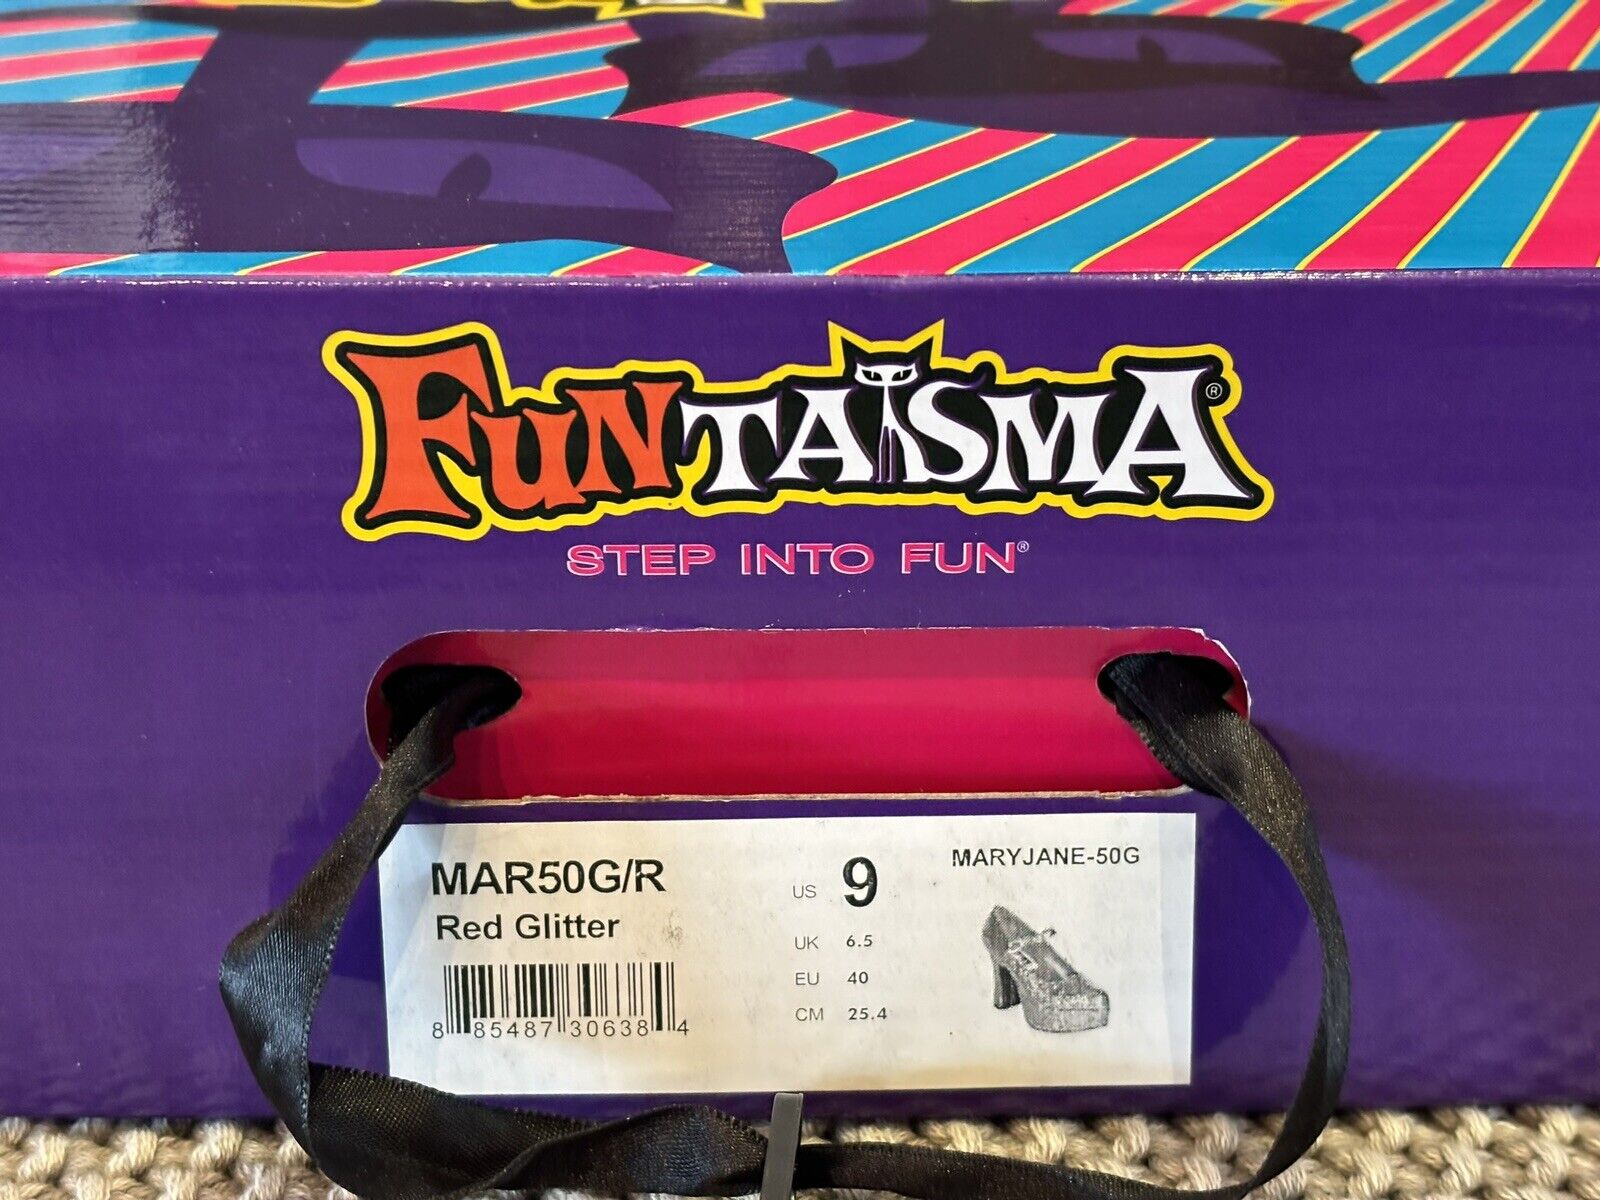 FUNTASMA®
STEP INTO FUN®
MAR50G/R
Red Glitter
8 85487 30638 4
US 9
UK 6.5
EU 40
CM 25.4
MARYJANE-50G